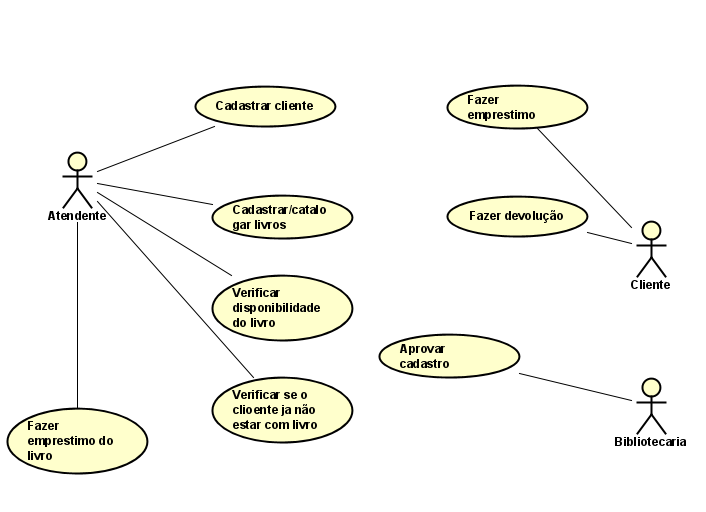 Cadastrar cliente
Fazer
emprestimo
Atendente
Cadastrar/catalo
gar livros
Fazer devolução
Cliente
Verificar
disponibilidade
do livro
Aprovar
cadastro
Verificar se o
clioente ja não
estar com livro
Fazer
emprestimo do
livro
Bibliotecaria